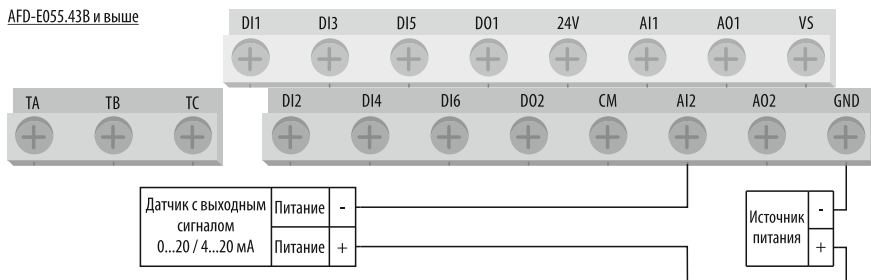 AFD-E055.43B и выше
DI1 DI3 DI5 DO1 24V AI1 AO1 VS
TA TB TC DI2 DI4 DI6 DO2 CM AI2 AO2 GND
Датчик с выходным
сигналом
0...20 / 4...20 мА
Питание -
Питание +
Источник
питания
-
+